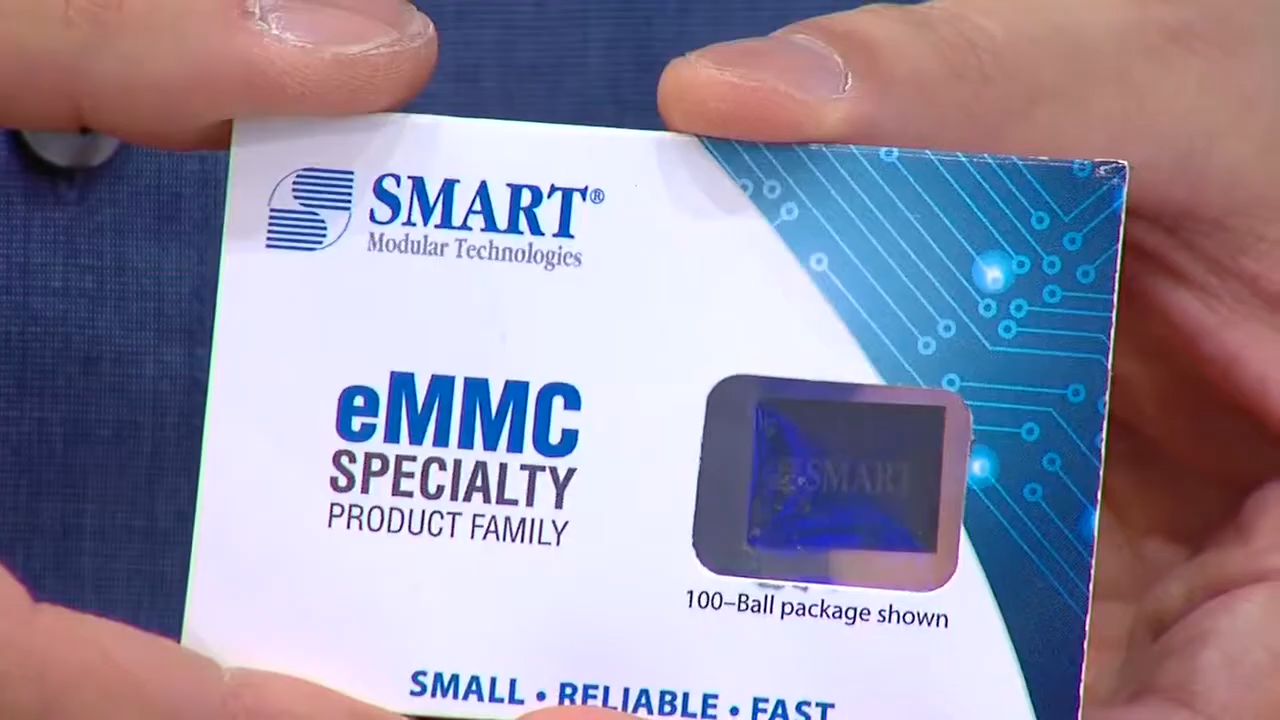 SMART®
Modular Technologies
eMMC
SPECIALTY
PRODUCT FAMILY
SMART
100–Ball package shown
SMALL • RELIABLE • FAST